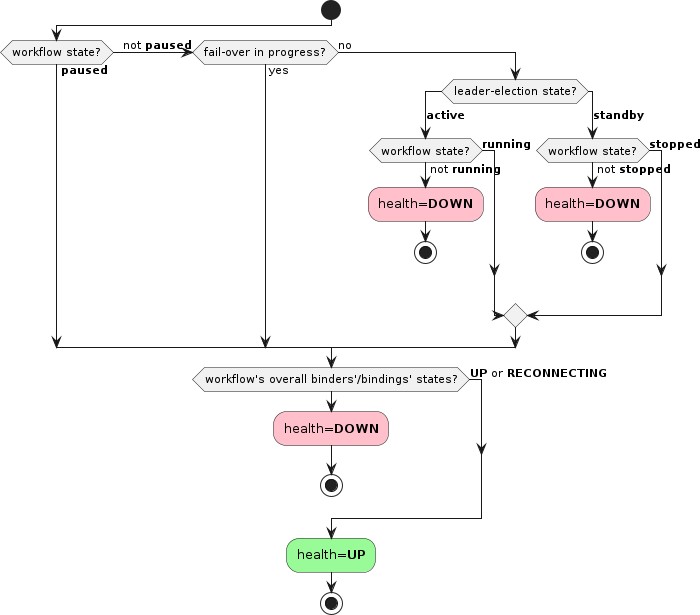 workflow state?
not paused
fail-over in progress?
no
paused
yes
leader-election state?
active
standby
workflow state?
running
workflow state?
stopped
not running
not stopped
health=DOWN
health=DOWN
workflow's overall binders'/bindings' states?
UP or RECONNECTING
health=DOWN
health=UP